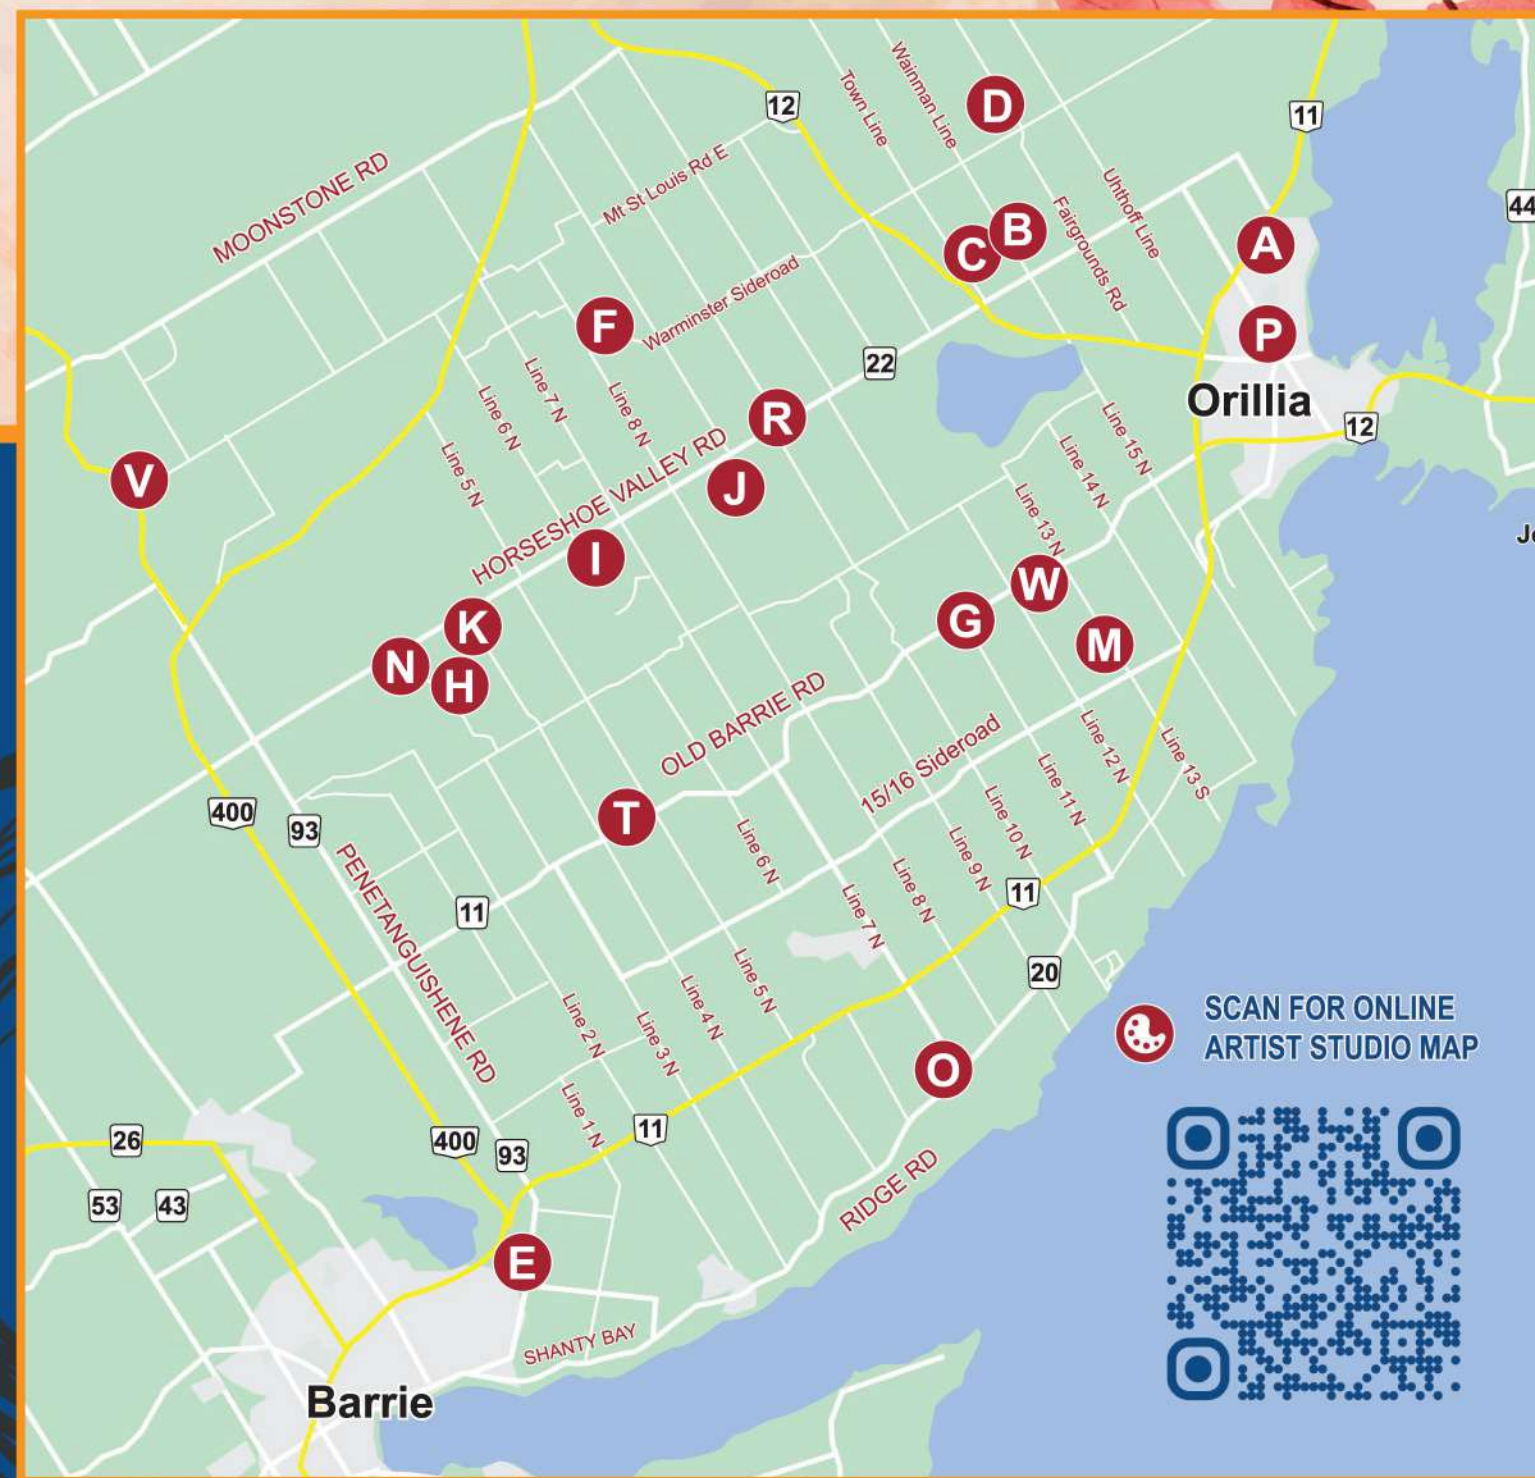 12
Town Line
Wainman Line
D
11
MOONSTONE RD
Mt St Louis Rd E
Uhthoff Line
Fairgrounds Rd
44
C
B
A
F
Warminster Sideroad
P
22
Line 7 N
Line 6 N
Line 8 N
Orillia
R
12
Line 5 N
HORSESHOE VALLEY RD
Line 15 N
Line 14 N
V
J
Line 13 N
I
W
K
G
N
H
M
OLD BARRIE RD
15/16 Sideroad
Line 12 N
Line 13 S
Line 11 N
400
93
T
Line 10 N
Line 6 N
Line 9 N
Line 8 N
PENETANGUISHENE RD
11
Line 7 N
11
20
Line 5 N
Line 4 N
Line 2 N
Line 3 N
SCAN FOR ONLINE
ARTIST STUDIO MAP
O
Line 1 N
26
400
93
11
53
43
RIDGE RD
E
SHANTY BAY
Barrie